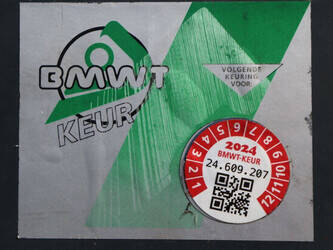 BMWT
KEUR
VOLGENDE
KEURING
VOOR:
1 2 3 4 5 6 7 8 9 10 11 12
2024
BMWT-KEUR
24.609.207